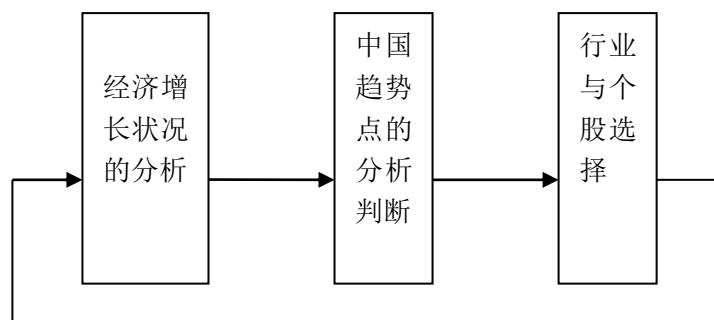 经济增
长状况
的分析
中国
趋势
点的
分析
判断
行业
与个
股选
择